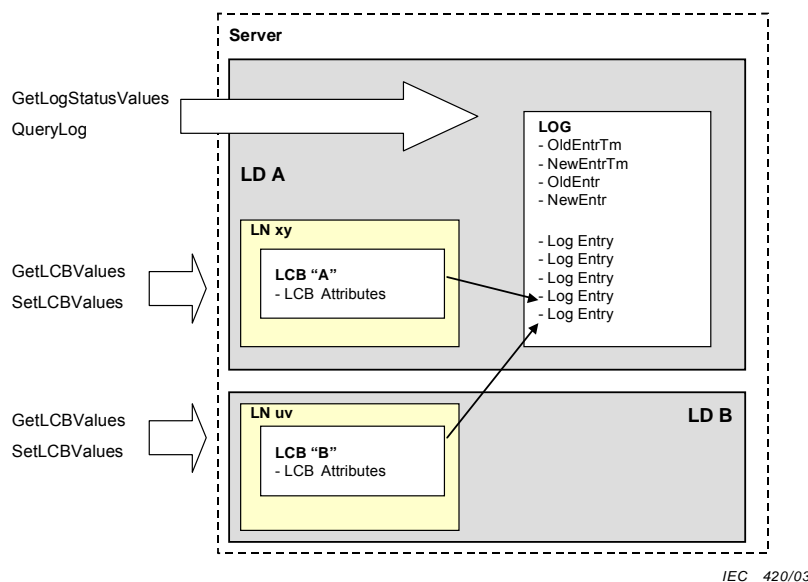 Server
GetLogStatusValues
QueryLog
LD A
LOG
- OldEntrTm
- NewEntrTm
- OldEntr
- NewEntr
- Log Entry
- Log Entry
- Log Entry
- Log Entry
- Log Entry
LN xy
LCB “A”
- LCB Attributes
GetLCBValues
SetLCBValues
LN uv
LD B
LCB “B”
- LCB Attributes
GetLCBValues
SetLCBValues
IEC 420/03